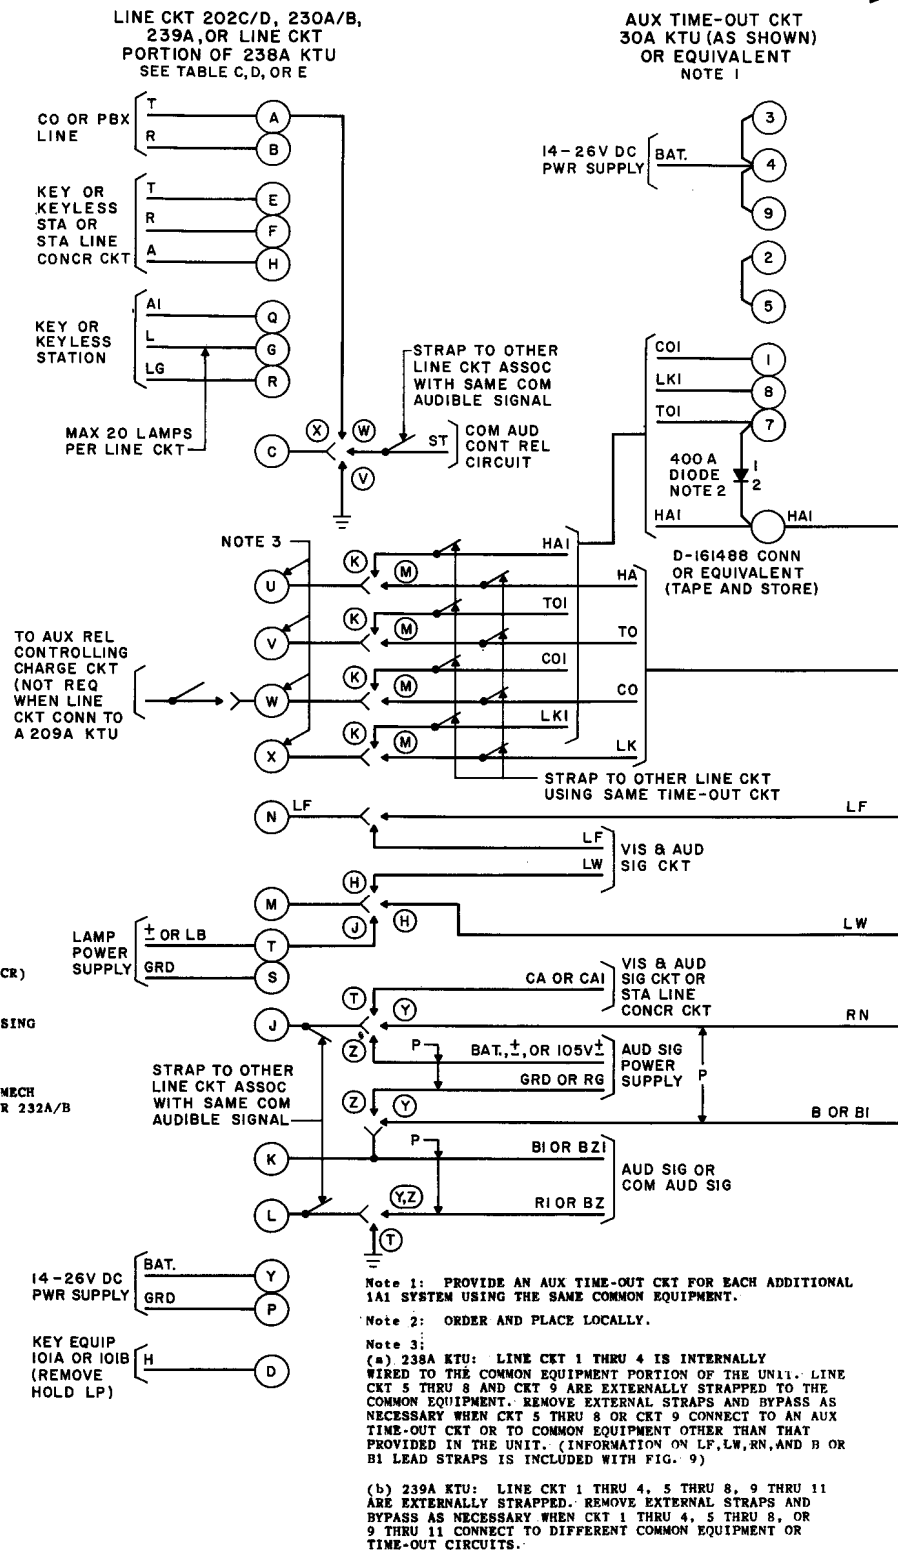 LINE CKT 202C/D, 230A/B,
239A, OR LINE CKT
PORTION OF 238A KTU
SEE TABLE C, D, OR E
AUX TIME-OUT CKT
30A KTU (AS SHOWN)
OR EQUIVALENT
NOTE 1
CO OR PBX
LINE
T
A
R
B
KEY OR
KEYLESS
STA OR
STA LINE
CONCR CKT
T
E
R
F
A
H
KEY OR
KEYLESS
STATION
A1
Q
L
G
LG
R
MAX 20 LAMPS
PER LINE CKT
14-26V DC
PWR SUPPLY
BAT.
3
4
9
2
5
CO1
1
LK1
8
TO1
7
400A
DIODE
NOTE 2
1
2
HA1
HA1
D-161488 CONN
OR EQUIVALENT
(TAPE AND STORE)
STRAP TO OTHER
LINE CKT ASSOC
WITH SAME COM
AUDIBLE SIGNAL
C
X
W
V
ST
COM AUD
CONT REL
CIRCUIT
NOTE 3
U
K
M
HA1
HA
V
K
M
TO1
TO
TO AUX REL
CONTROLLING
CHARGE CKT
(NOT REQ
WHEN LINE
CKT CONN TO
A 209A KTU
W
K
M
CO1
CO
X
K
M
LK1
LK
STRAP TO OTHER LINE CKT
USING SAME TIME-OUT CKT
N
LF
LF
LF
LW
VIS & AUD
SIG CKT
M
H
H
J
LW
LAMP
POWER
SUPPLY
± OR LB
T
GRD
S
CR)
SING
MECH
R 232A/B
CA OR CA1
VIS & AUD
SIG CKT OR
STA LINE
CONCR CKT
J
T
Y
Z
RN
P
BAT., ±, OR 105V±
GRD OR RG
AUD SIG
POWER
SUPPLY
P
STRAP TO OTHER
LINE CKT ASSOC
WITH SAME COM
AUDIBLE SIGNAL
Z
Y
B OR B1
K
P
B1 OR BZ1
AUD SIG OR
COM AUD SIG
L
Y,Z
R1 OR BZ
T
14-26V DC
PWR SUPPLY
BAT.
Y
GRD
P
KEY EQUIP
101A OR 101B
(REMOVE
HOLD LP)
H
D
Note 1: PROVIDE AN AUX TIME-OUT CKT FOR EACH ADDITIONAL
1A1 SYSTEM USING THE SAME COMMON EQUIPMENT.
Note 2: ORDER AND PLACE LOCALLY.
Note 3:
(a) 238A KTU: LINE CKT 1 THRU 4 IS INTERNALLY
WIRED TO THE COMMON EQUIPMENT PORTION OF THE UNIT. LINE
CKT 5 THRU 8 AND CKT 9 ARE EXTERNALLY STRAPPED TO THE
COMMON EQUIPMENT. REMOVE EXTERNAL STRAPS AND BYPASS AS
NECESSARY WHEN CKT 5 THRU 8 OR CKT 9 CONNECT TO AN AUX
TIME-OUT CKT OR TO COMMON EQUIPMENT OTHER THAN THAT
PROVIDED IN THE UNIT. (INFORMATION ON LF,LW,RN,AND B OR
B1 LEAD STRAPS IS INCLUDED WITH FIG. 9)
(b) 239A KTU: LINE CKT 1 THRU 4, 5 THRU 8, 9 THRU 11
ARE EXTERNALLY STRAPPED. REMOVE EXTERNAL STRAPS AND
BYPASS AS NECESSARY WHEN CKT 1 THRU 4, 5 THRU 8, OR
9 THRU 11 CONNECT TO DIFFERENT COMMON EQUIPMENT OR
TIME-OUT CIRCUITS.